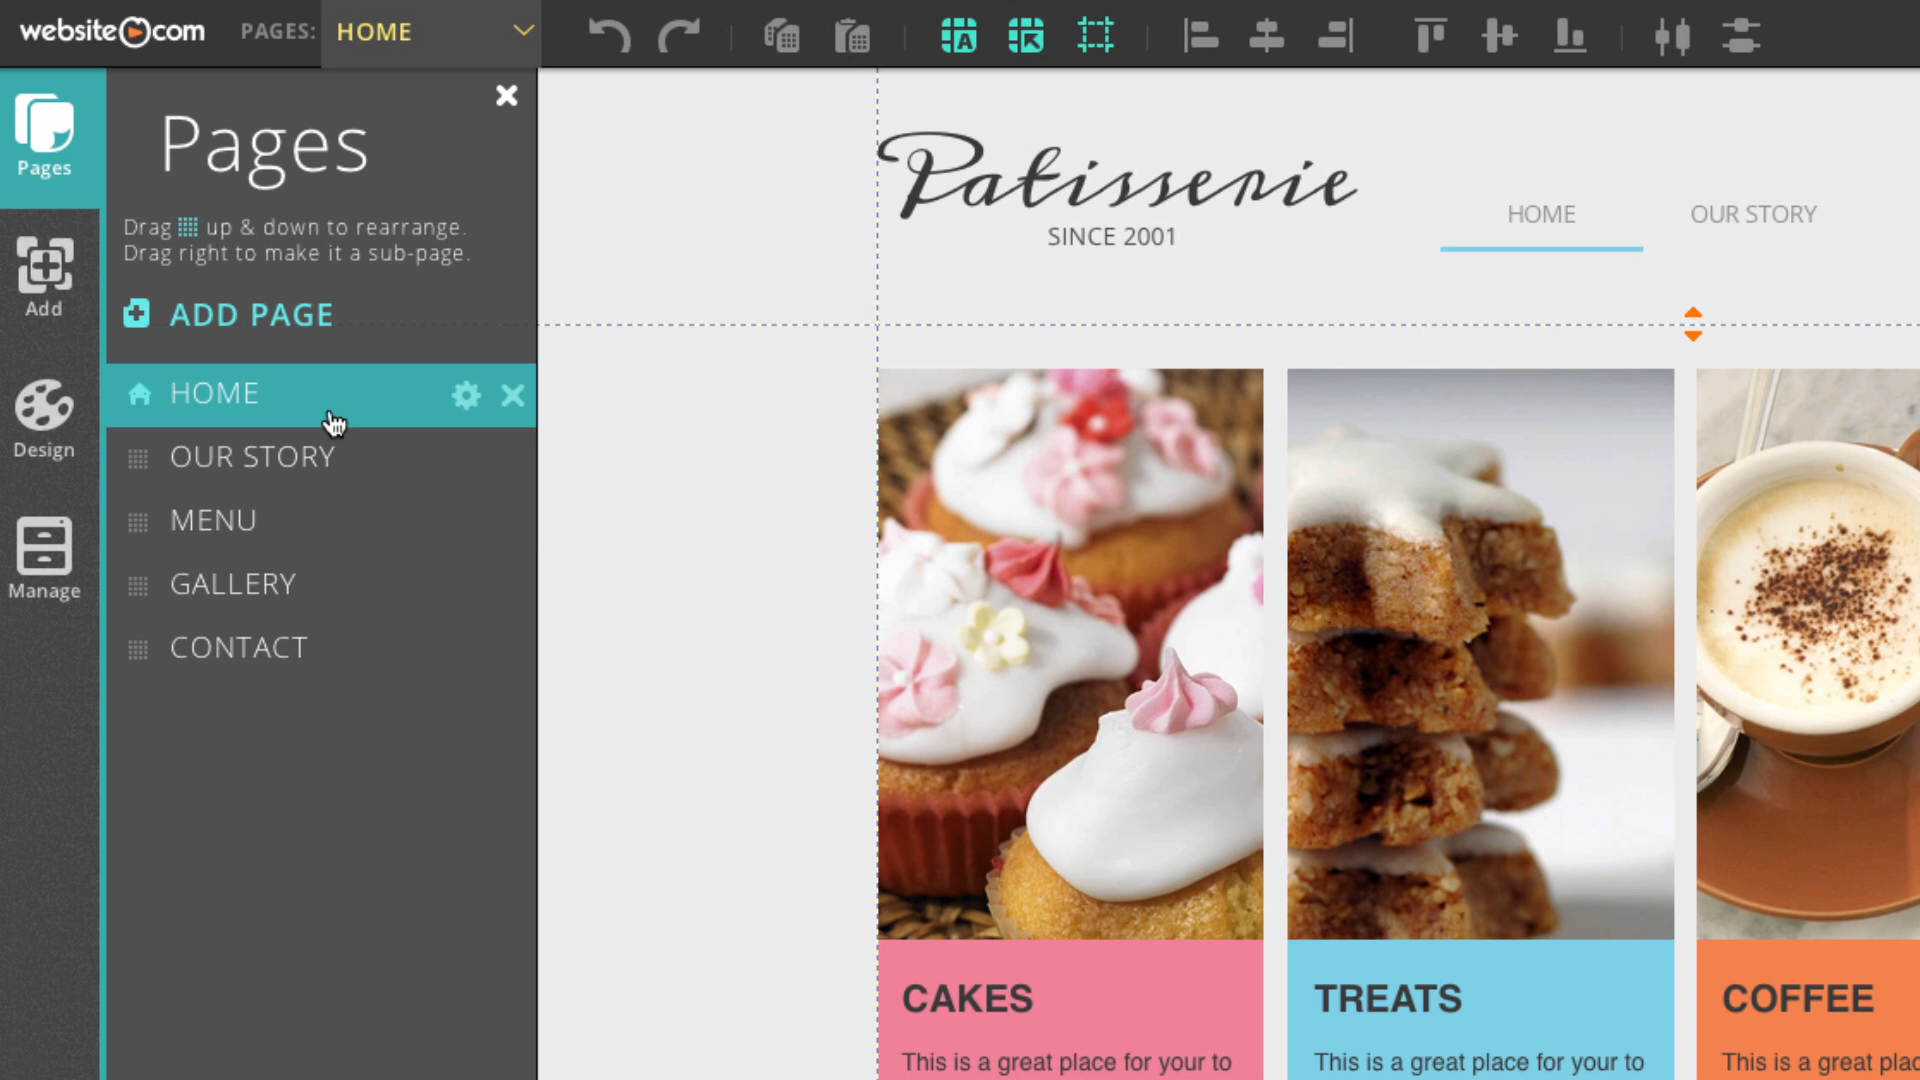 website.com
PAGES:
HOME
Pages
Add
Design
Manage
Pages
Drag up & down to rearrange.
Drag right to make it a sub-page.
ADD PAGE
HOME
OUR STORY
MENU
GALLERY
CONTACT
Patisserie
SINCE 2001
HOME
OUR STORY
CAKES
This is a great place for your to
TREATS
This is a great place for your to
COFFEE
This is a great plac